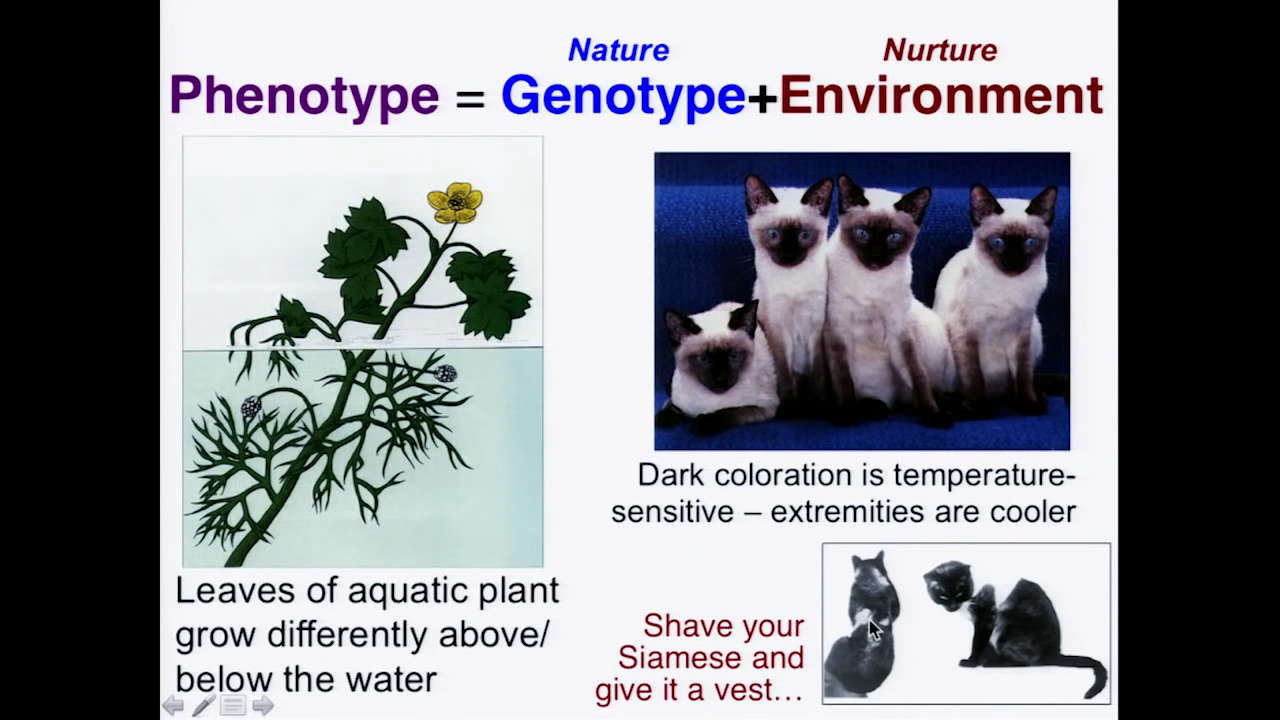 Nature
Nurture
Phenotype = Genotype+Environment
Leaves of aquatic plant
grow differently above/
below the water
Dark coloration is temperature-
sensitive – extremities are cooler
Shave your
Siamese and
give it a vest…